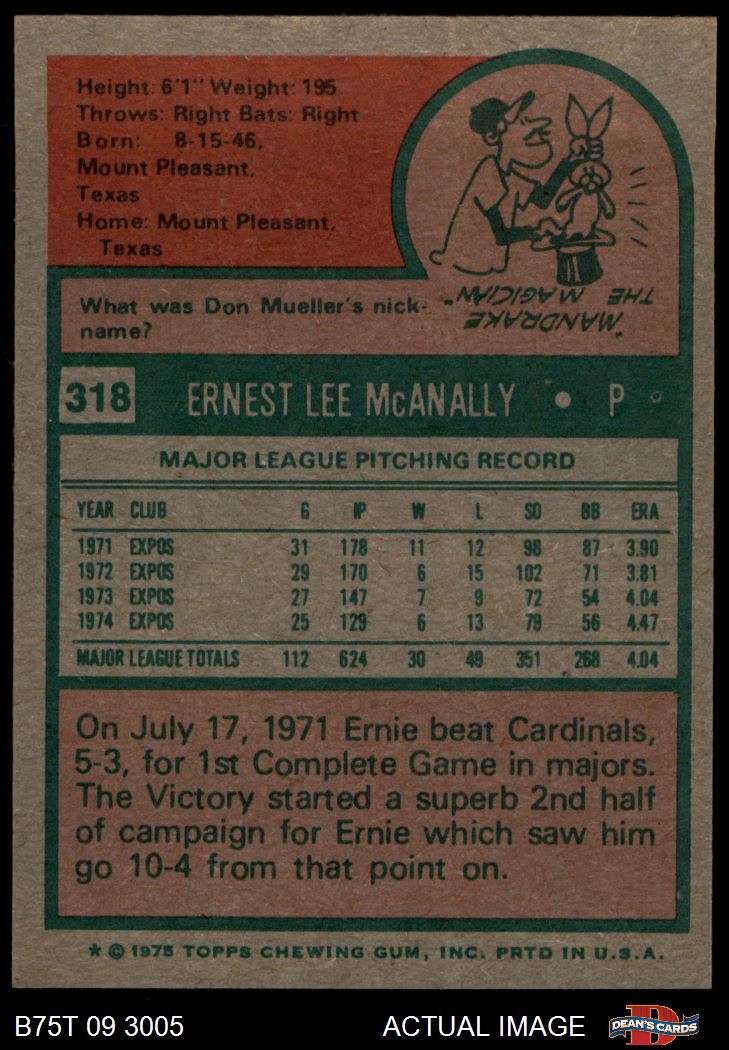 Height: 6'1" Weight: 195
Throws: Right Bats: Right
Born: 8-15-46,
Mount Pleasant,
Texas
Home: Mount Pleasant,
Texas
What was Don Mueller's nick-
name?
"MANDRAKE
THE MAGICIAN."
318 ERNEST LEE McANALLY • P
MAJOR LEAGUE PITCHING RECORD
YEAR CLUB G IP W L SO BB ERA
1971 EXPOS 31 178 11 12 98 87 3.90
1972 EXPOS 29 170 6 15 102 71 3.81
1973 EXPOS 27 147 7 9 72 54 4.04
1974 EXPOS 25 129 6 13 79 56 4.47
MAJOR LEAGUE TOTALS 112 624 30 49 351 268 4.04
On July 17, 1971 Ernie beat Cardinals,
5-3, for 1st Complete Game in majors.
The Victory started a superb 2nd half
of campaign for Ernie which saw him
go 10-4 from that point on.
* © 1975 TOPPS CHEWING GUM, INC. PRTD IN U.S.A.
B75T 09 3005 ACTUAL IMAGE DEAN'S CARDS